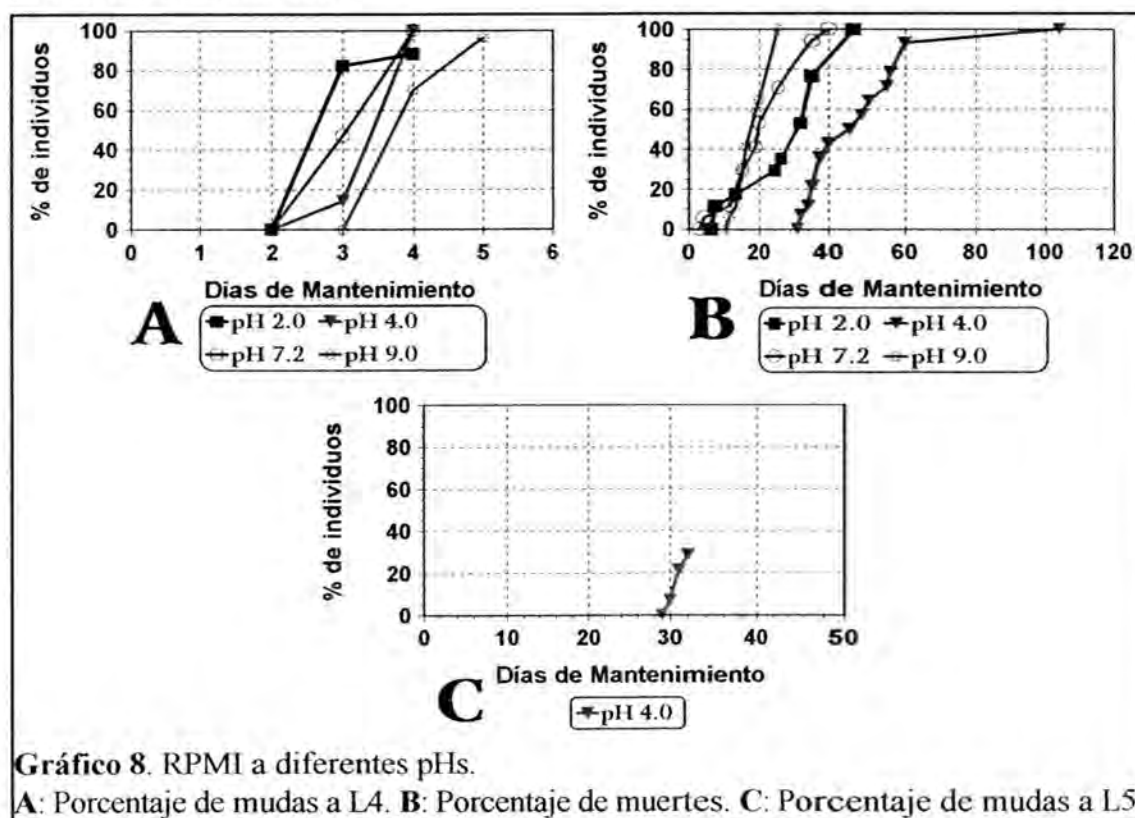 % de individuos
100
80
60
40
20
0
0 1 2 3 4 5 6
Días de Mantenimiento
A
pH 2.0 pH 4.0
pH 7.2 pH 9.0
% de individuos
100
80
60
40
20
0
0 20 40 60 80 100 120
Días de Mantenimiento
B
pH 2.0 pH 4.0
pH 7.2 pH 9.0
% de individuos
100
80
60
40
20
0
0 10 20 30 40 50
Días de Mantenimiento
C
pH 4.0
Gráfico 8. RPMI a diferentes pHs.
A: Porcentaje de mudas a L4. B: Porcentaje de muertes. C: Porcentaje de mudas a L5